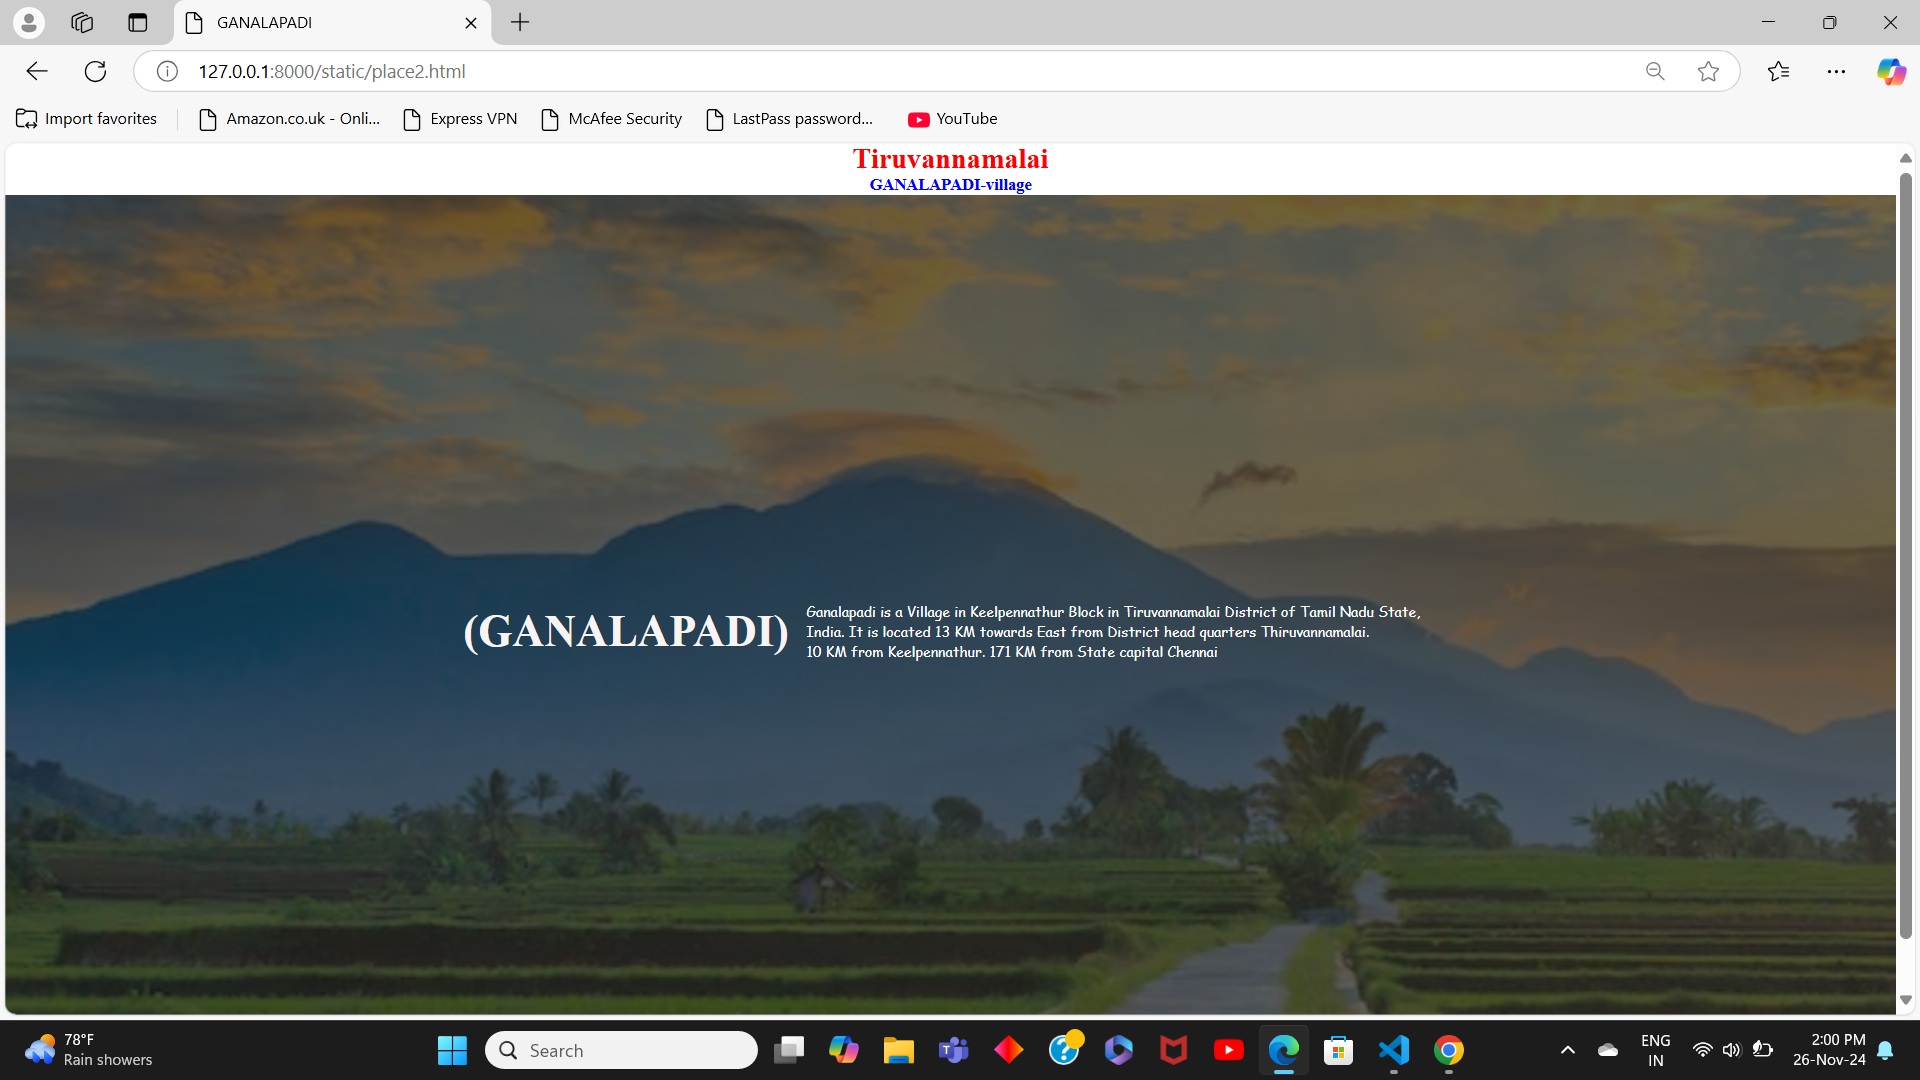 GANALAPADI
127.0.0.1:8000/static/place2.html
Import favorites
Amazon.co.uk - Onli...
Express VPN
McAfee Security
LastPass password...
YouTube
Tiruvannamalai
GANALAPADI-village
(GANALAPADI)
Ganalapadi is a Village in Keelpennathur Block in Tiruvannamalai District of Tamil Nadu State,
India. It is located 13 KM towards East from District head quarters Thiruvannamalai.
10 KM from Keelpennathur. 171 KM from State capital Chennai
78°F
Rain showers
Search
ENG
IN
2:00 PM
26-Nov-24